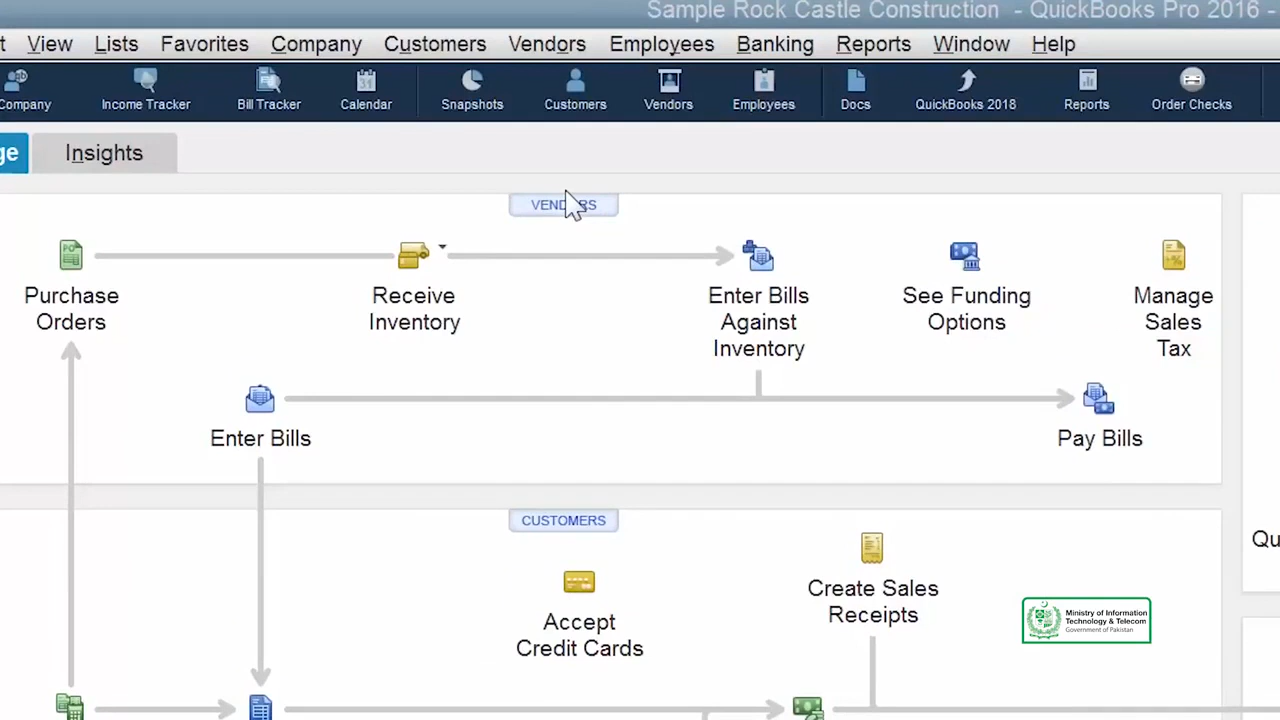 Sample Rock Castle Construction - QuickBooks Pro 2016 -
t View Lists Favorites Company Customers Vendors Employees Banking Reports Window Help
Company Income Tracker Bill Tracker Calendar Snapshots Customers Vendors Employees Docs QuickBooks 2018 Reports Order Checks
ge Insights
VENDORS
Purchase
Orders
Receive
Inventory
Enter Bills
Against
Inventory
See Funding
Options
Manage
Sales
Tax
Enter Bills
Pay Bills
CUSTOMERS
Qu
Create Sales
Receipts
Accept
Credit Cards
Ministry of Information
Technology & Telecom
Government of Pakistan